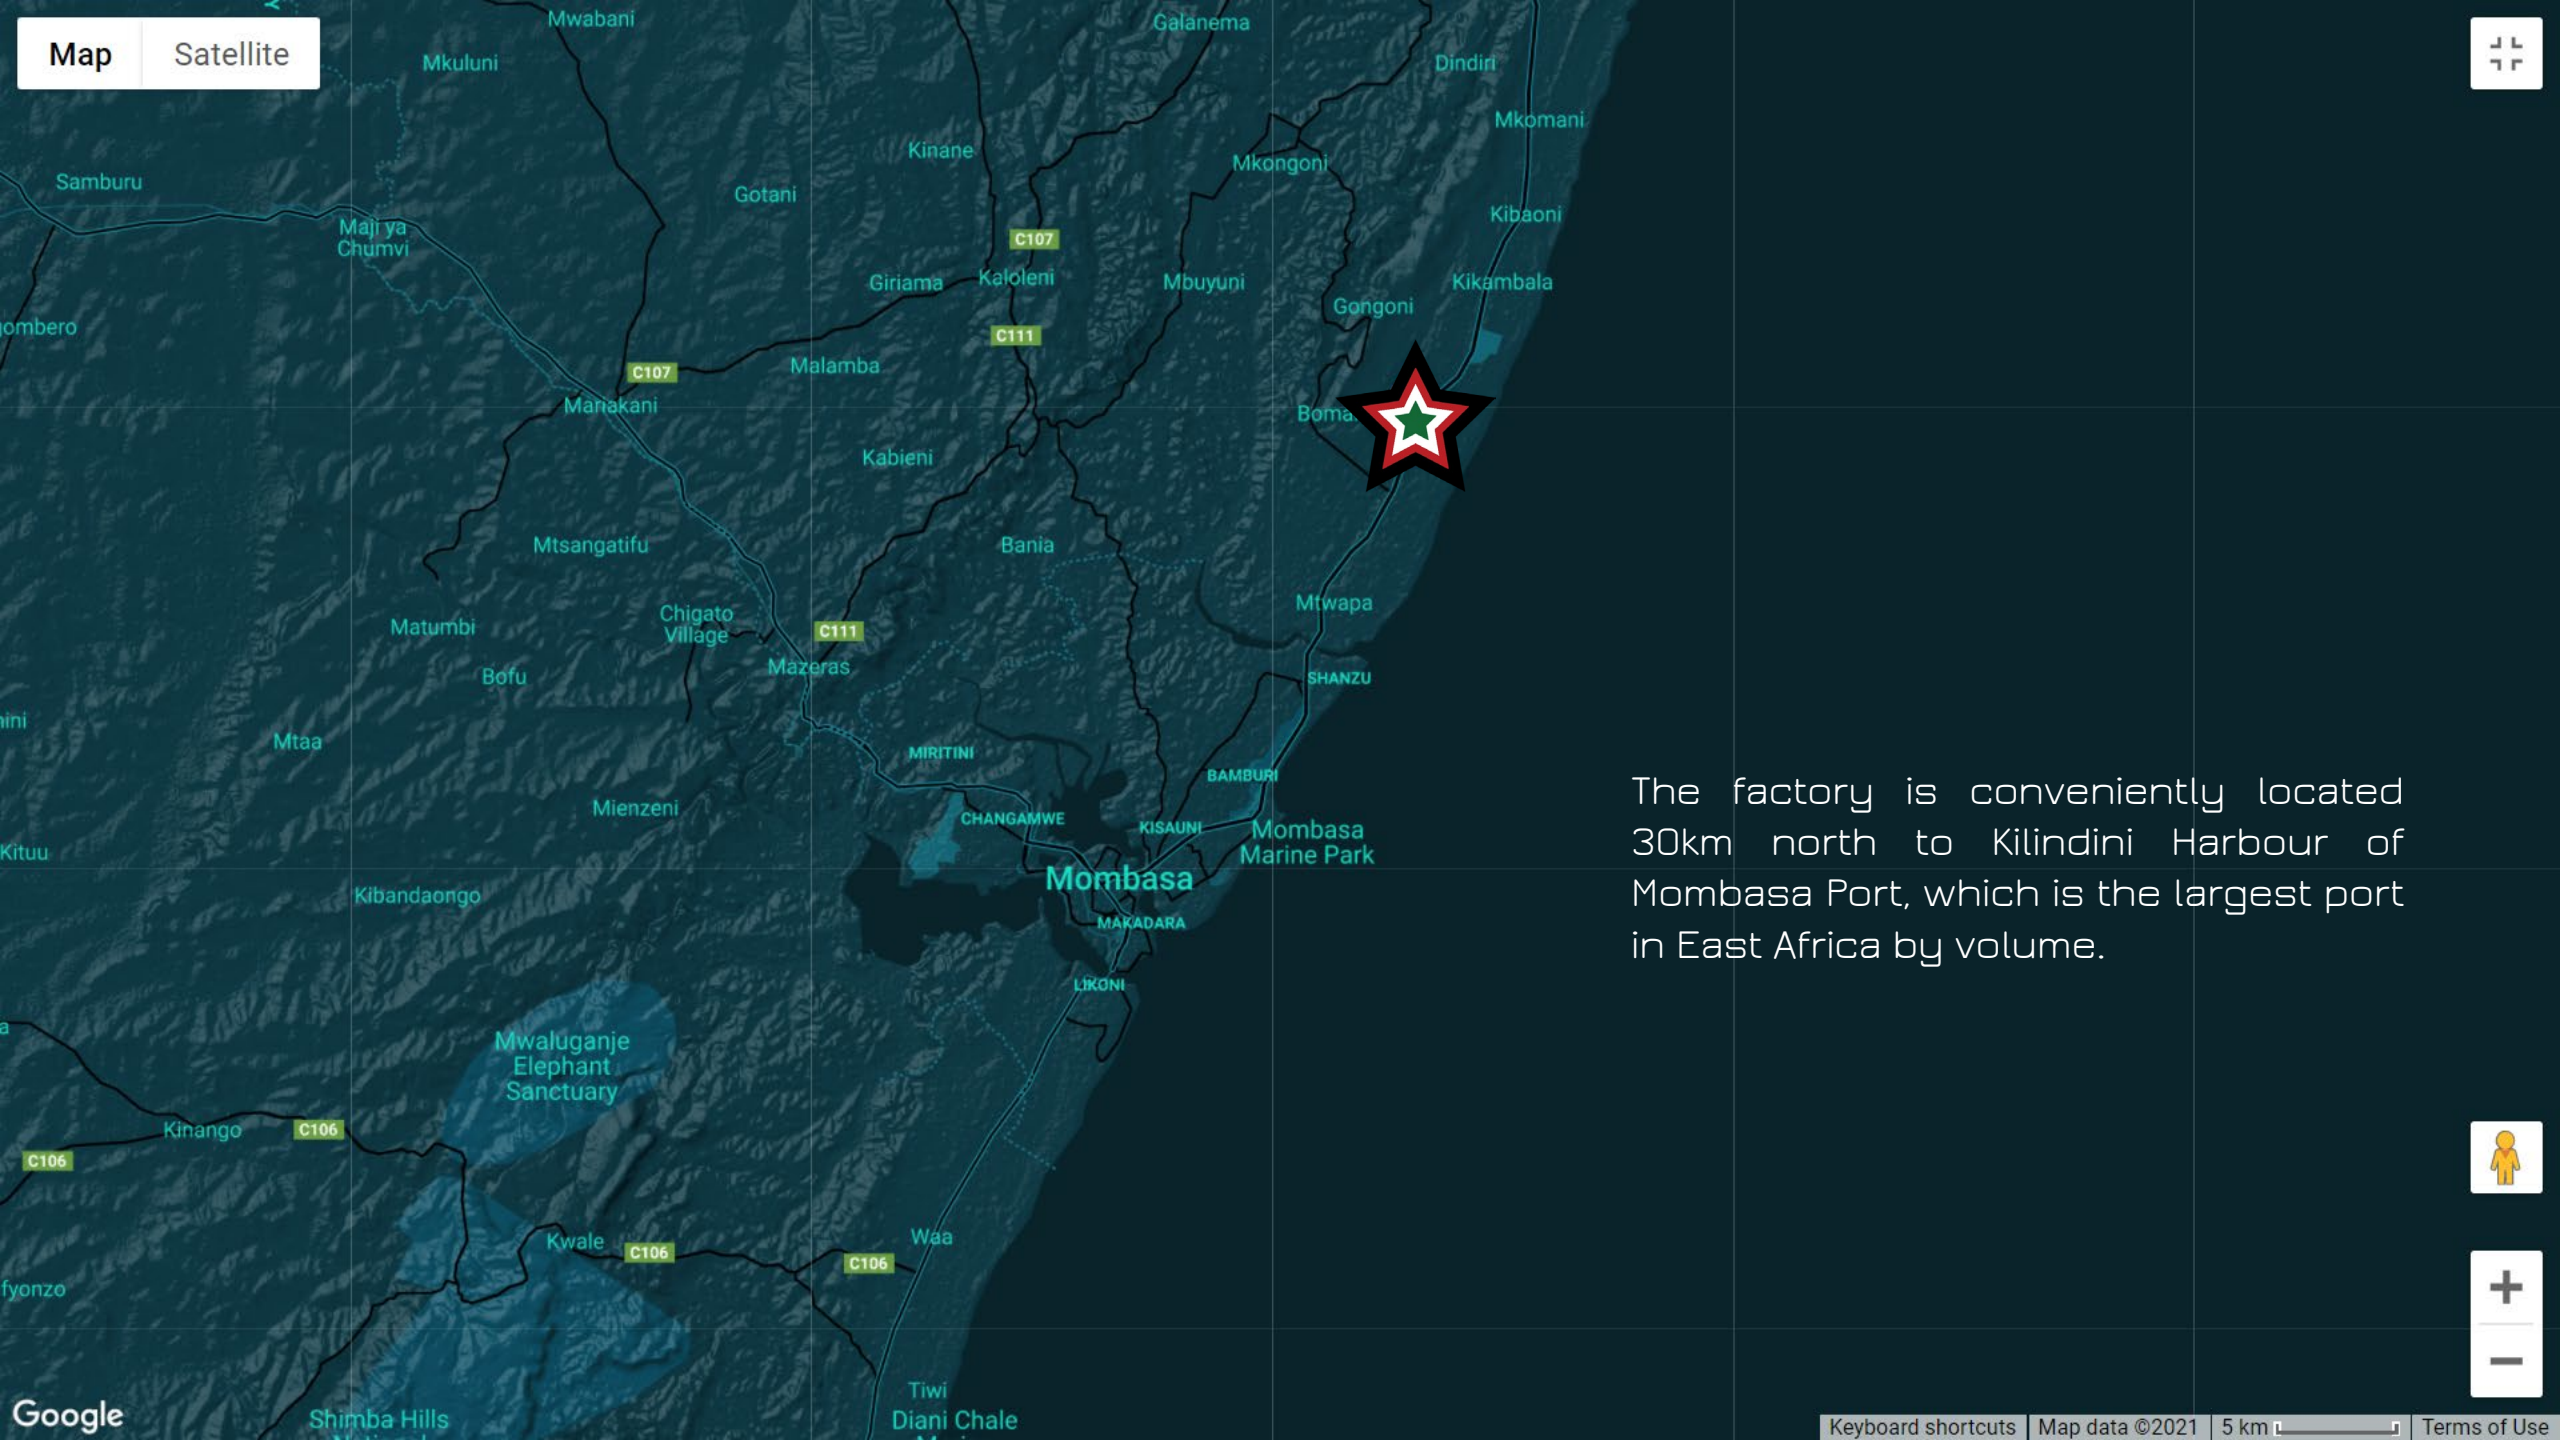 Mwabani
Galanema
Map
Satellite
Mkuluni
Dindiri
Mkomani
Kinane
Mkongoni
Samburu
Gotani
Kibaoni
Maji ya
Chumvi
C107
Giriama
Kaloleni
Mbuyuni
Kikambala
Gongoni
gombero
C111
Malamba
C107
Mariakani
Boma
Kabieni
Mtsangatifu
Bania
Chigato
Village
Matumbi
C111
Mtwapa
Mazeras
Bofu
SHANZU
Mtaa
MIRITINI
BAMBURI
Mienzeni
CHANGAMWE
KISAUNI
Mombasa
Marine Park
Kituu
Mombasa
Kibandaongo
MAKADARA
LIKONI
The factory is conveniently located
30km north to Kilindini Harbour of
Mombasa Port, which is the largest port
in East Africa by volume.
Mwaluganje
Elephant
Sanctuary
Kinango
C106
C106
Waa
Kwale
C106
C106
fyonzo
Tiwi
Diani Chale
Shimba Hills
Google
Keyboard shortcuts
Map data ©2021
5 km
Terms of Use